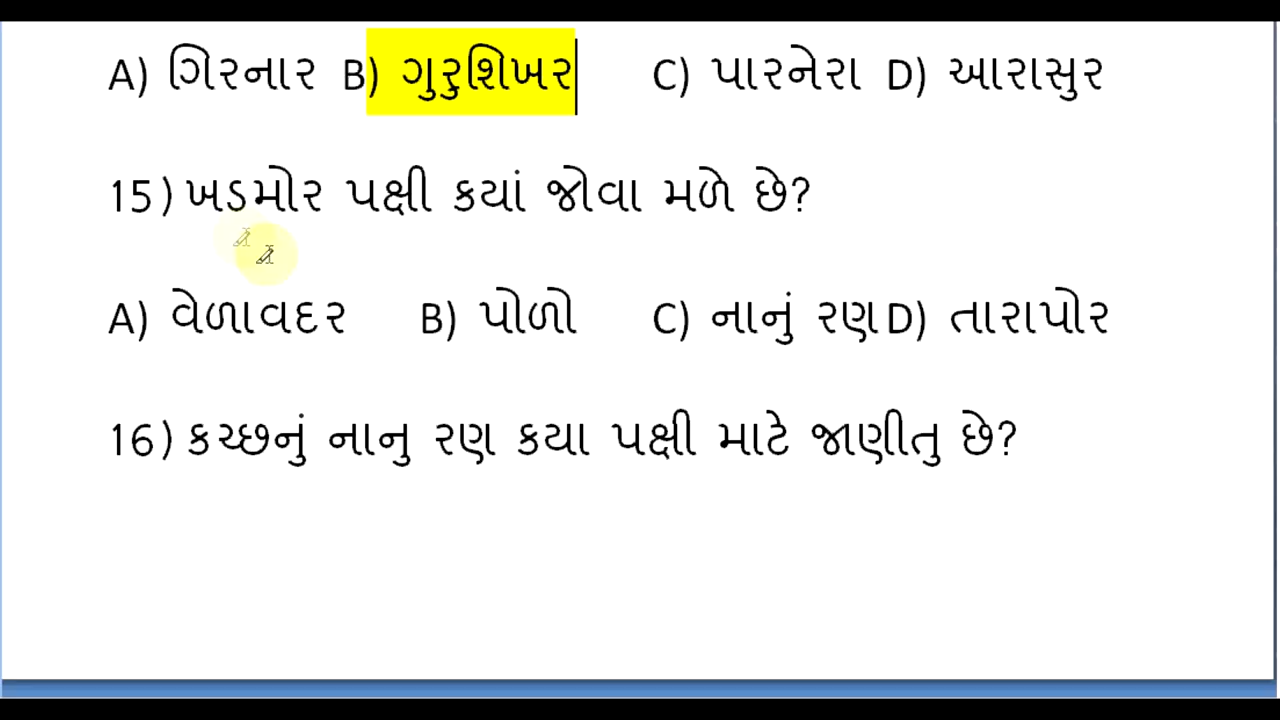 A) ગિરનાર B) ગુરુશિખર C) પારનેરા D) આરાસુર
15) ખડમોર પક્ષી કયાં જોવા મળે છે?
A) વેળાવદર B) પોળો C) નાનું રણ D) તારાપોર
16) કચ્છનું નાનુ રણ કયા પક્ષી માટે જાણીતુ છે?